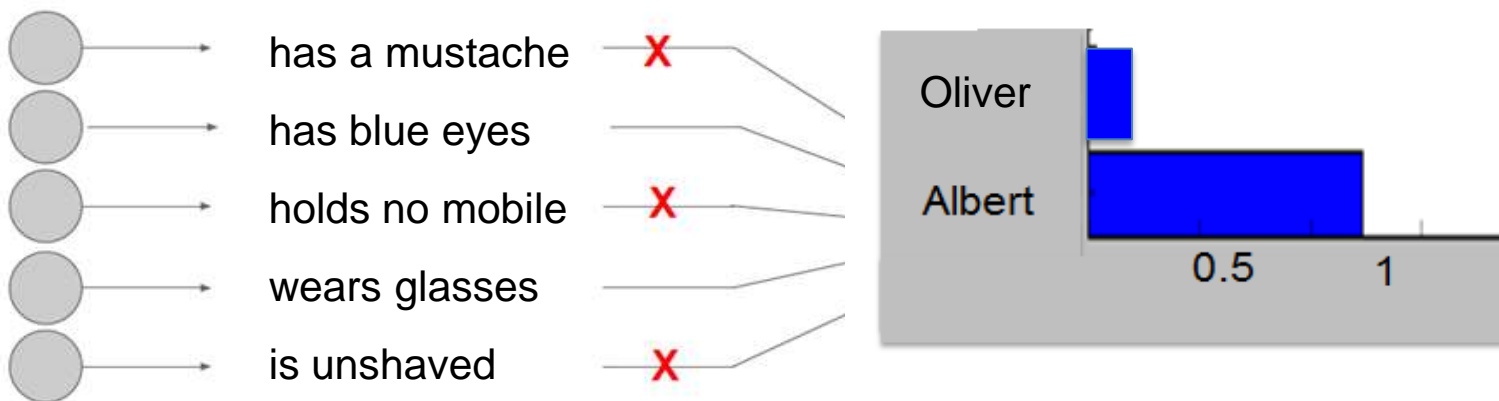 has a mustache X
has blue eyes
holds no mobile X
wears glasses
is unshaved X
Oliver
Albert
0.5 1